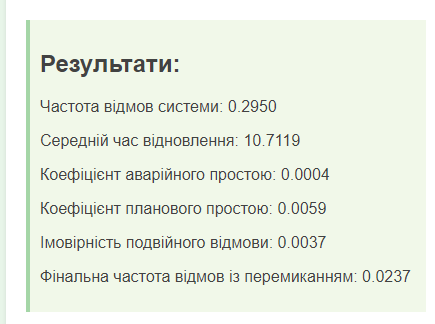 Результати:
Частота відмов системи: 0.2950
Середній час відновлення: 10.7119
Коефіцієнт аварійного простою: 0.0004
Коефіцієнт планового простою: 0.0059
Імовірність подвійного відмови: 0.0037
Фінальна частота відмов із перемиканням: 0.0237